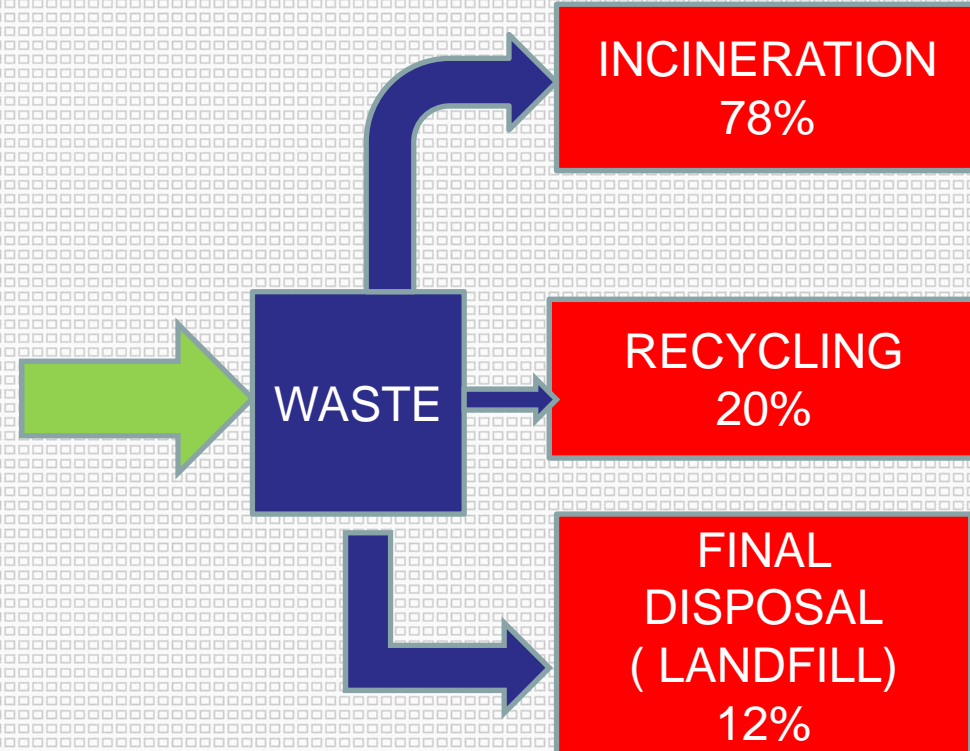 INCINERATION
78%
WASTE
RECYCLING
20%
FINAL
DISPOSAL
( LANDFILL)
12%